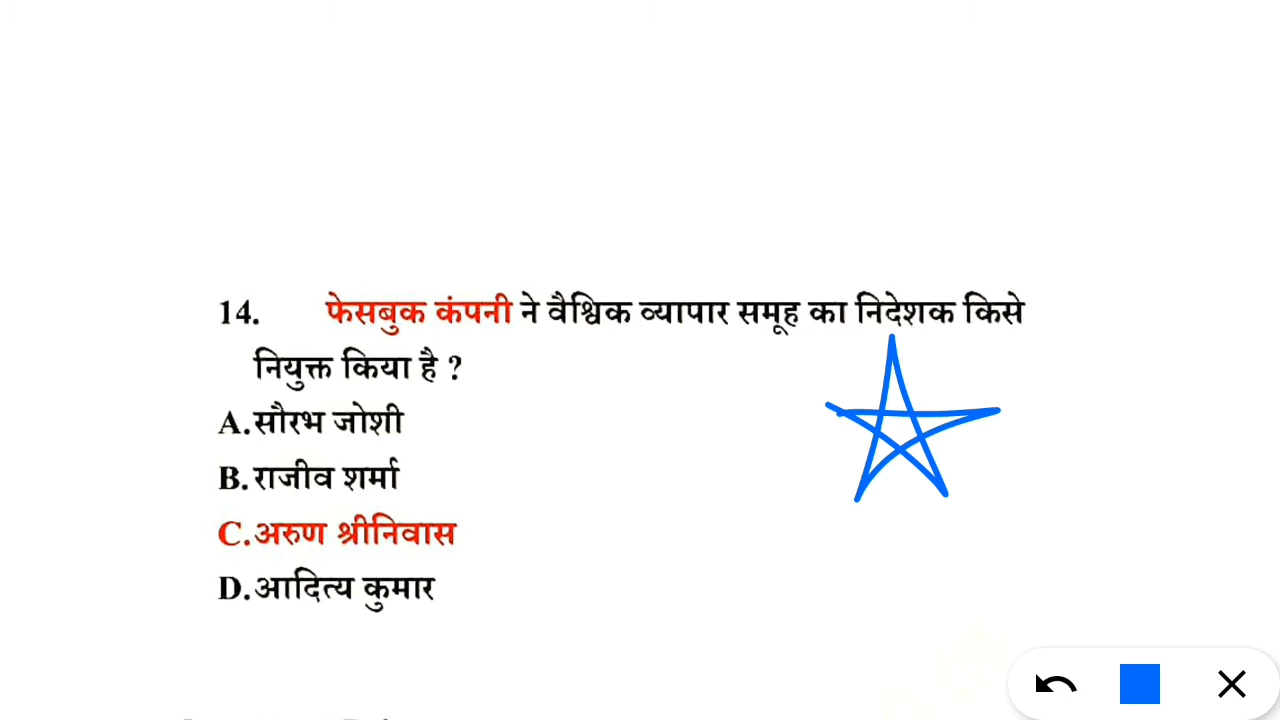 14. फेसबुक कंपनी ने वैश्विक व्यापार समूह का निदेशक किसे
नियुक्त किया है ?
A.सौरभ जोशी
B.राजीव शर्मा
C.अरुण श्रीनिवास
D.आदित्य कुमार